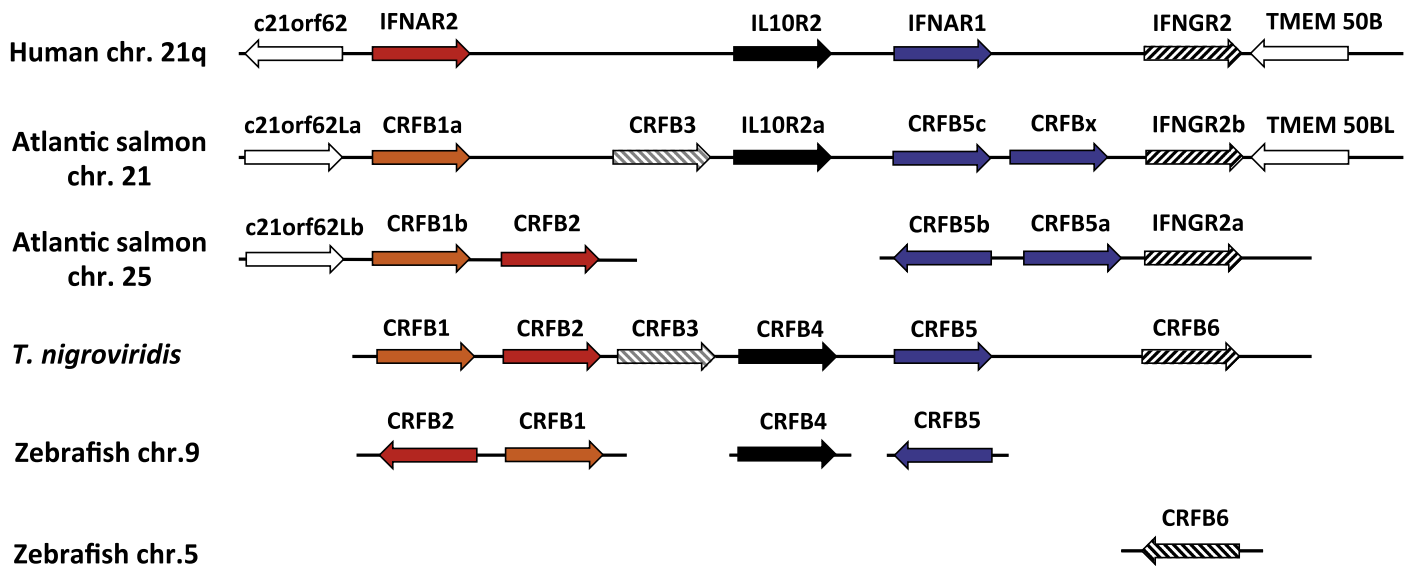 c21orf62 IFNAR2 IL10R2 IFNAR1 IFNGR2 TMEM 50B
Human chr. 21q
c21orf62La CRFB1a CRFB3 IL10R2a CRFB5c CRFBx IFNGR2b TMEM 50BL
Atlantic salmon
chr. 21
c21orf62Lb CRFB1b CRFB2 CRFB5b CRFB5a IFNGR2a
Atlantic salmon
chr. 25
CRFB1 CRFB2 CRFB3 CRFB4 CRFB5 CRFB6
T. nigroviridis
CRFB2 CRFB1 CRFB4 CRFB5
Zebrafish chr.9
CRFB6
Zebrafish chr.5